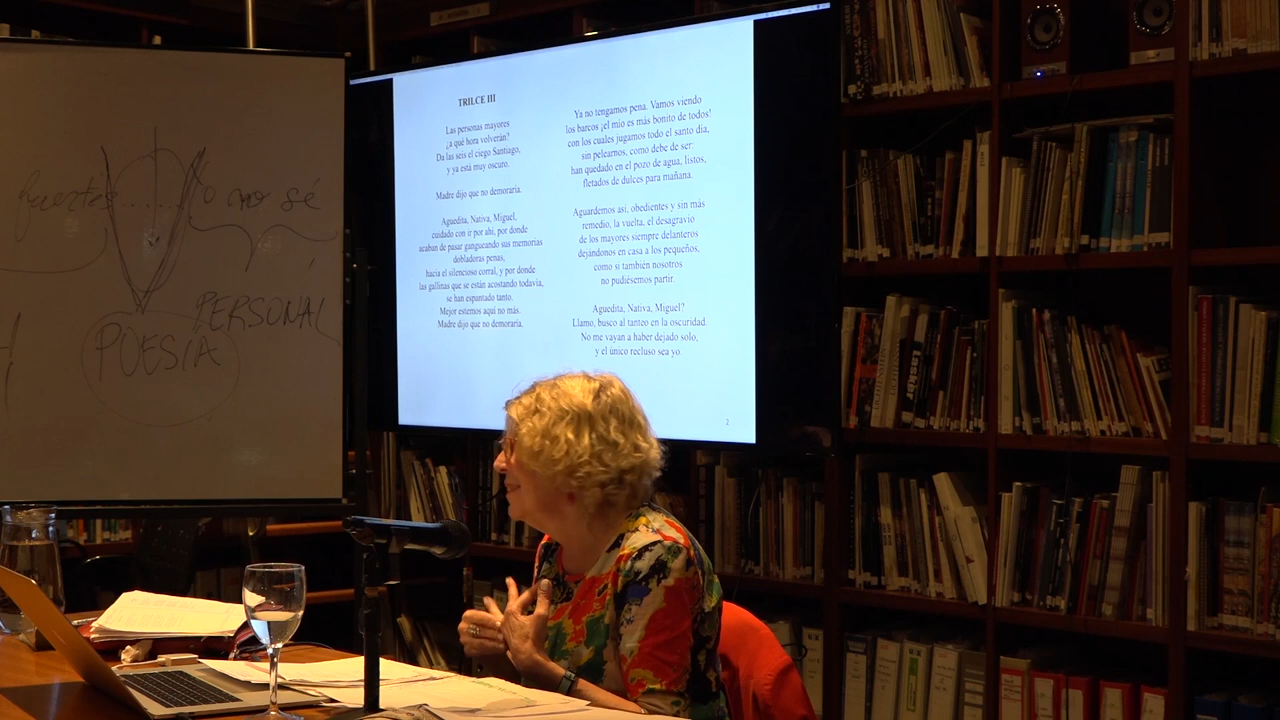 o no sé
PERSONAL
POESÍA
TRILCE III
Las personas mayores
¿a qué hora volverán?
Da las seis el ciego Santiago,
y ya está muy oscuro.
Madre dijo que no demoraría.
Aguedita, Nativa, Miguel,
cuidado con ir por ahí, por donde
acaban de pasar gangueando sus memorias
dobladoras penas,
hacia el silencioso corral, y por donde
las gallinas que se están acostando todavía,
se han espantado tanto.
Mejor estemos aquí no más.
Madre dijo que no demoraría.
Ya no tengamos pena. Vamos viendo
los barcos ¡el mío es más bonito de todos!
con los cuales jugamos todo el santo día,
sin pelearnos, como debe de ser:
han quedado en el pozo de agua, listos,
fletados de dulces para mañana.
Aguardemos así, obedientes y sin más
remedio, la vuelta, el desagravio
de los mayores siempre delanteros
dejándonos en casa a los pequeños,
como si también nosotros
no pudiésemos partir.
Aguedita, Nativa, Miguel?
Llamo, busco al tanteo en la oscuridad.
No me vayan a haber dejado solo,
y el único recluso sea yo.
2